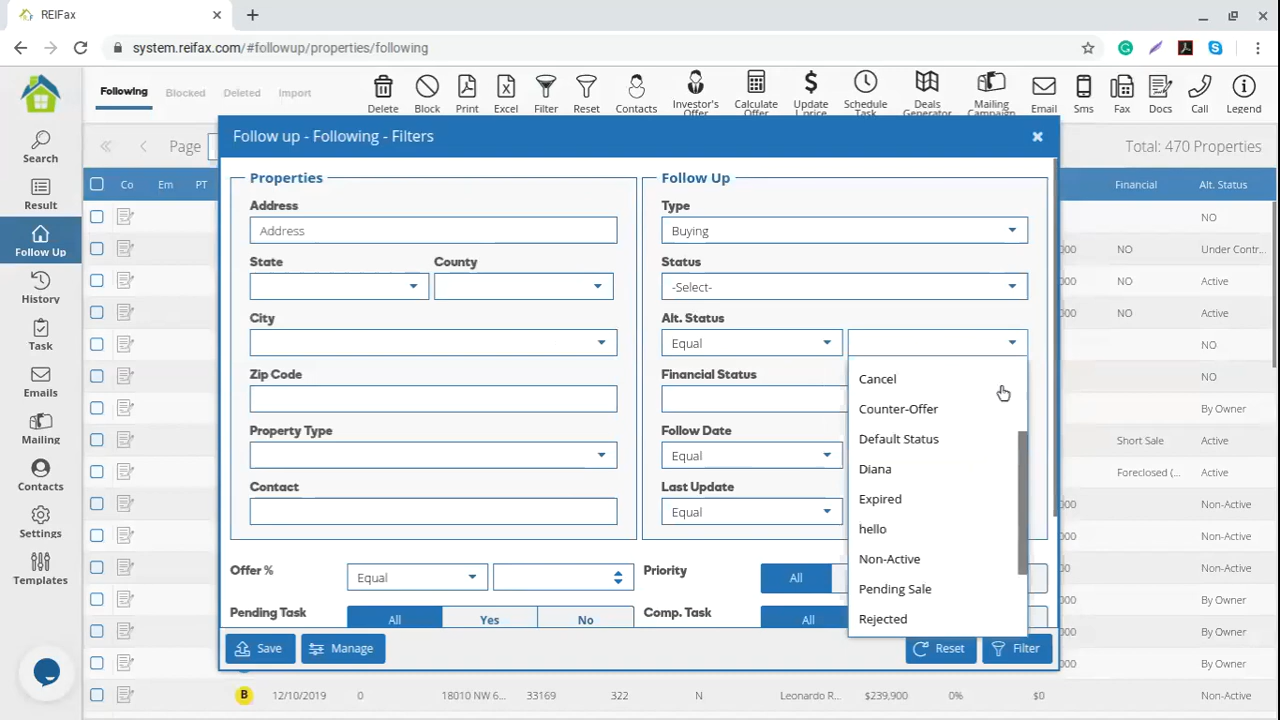 REIFax
system.reifax.com/#followup/properties/following
Following Blocked Deleted Import
Delete Block Print Excel Filter Reset Contacts Investor's Offer Calculate Offer Update Price Schedule Task Deals Generator Mailing Campaign Email Sms Fax Docs Call Legend
Search
Result
Follow Up
History
Task
Emails
Mailing
Contacts
Settings
Templates
Page
Total: 470 Properties
Co Em PT Financial Alt. Status
NO
000 NO Under Contr...
000 NO Active
000 NO Active
NO
NO
By Owner
Short Sale Active
Foreclosed (... Active
Non-Active
Non-Active
Non-Active
Non-Active
By Owner
By Owner
B 12/10/2019 0 18010 NW 6... 33169 322 N Leonardo R... $239,900 0% $0 Non-Active
Follow up - Following - Filters
Properties
Address
Address
State County
City
Zip Code
Property Type
Contact
Follow Up
Type
Buying
Status
-Select-
Alt. Status
Equal
Financial Status
Follow Date
Equal
Last Update
Equal
Cancel
Counter-Offer
Default Status
Diana
Expired
hello
Non-Active
Pending Sale
Rejected
Offer % Equal Priority All
Pending Task All Yes No Comp. Task All
Save Manage Reset Filter